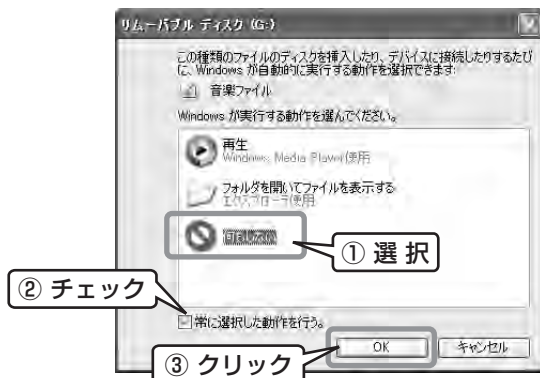 リムーバブル ディスク (G:)
この種類のファイルのディスクを挿入したり、デバイスに接続したりするたび
に、Windows が自動的に実行する動作を選択できます:
音楽ファイル
Windows が実行する動作を選んでください。
再生
Windows Media Player 使用
フォルダを開いてファイルを表示する
エクスプローラ使用
何もしない
① 選 択
② チェック
常に選択した動作を行う。
OK
キャンセル
③ クリック